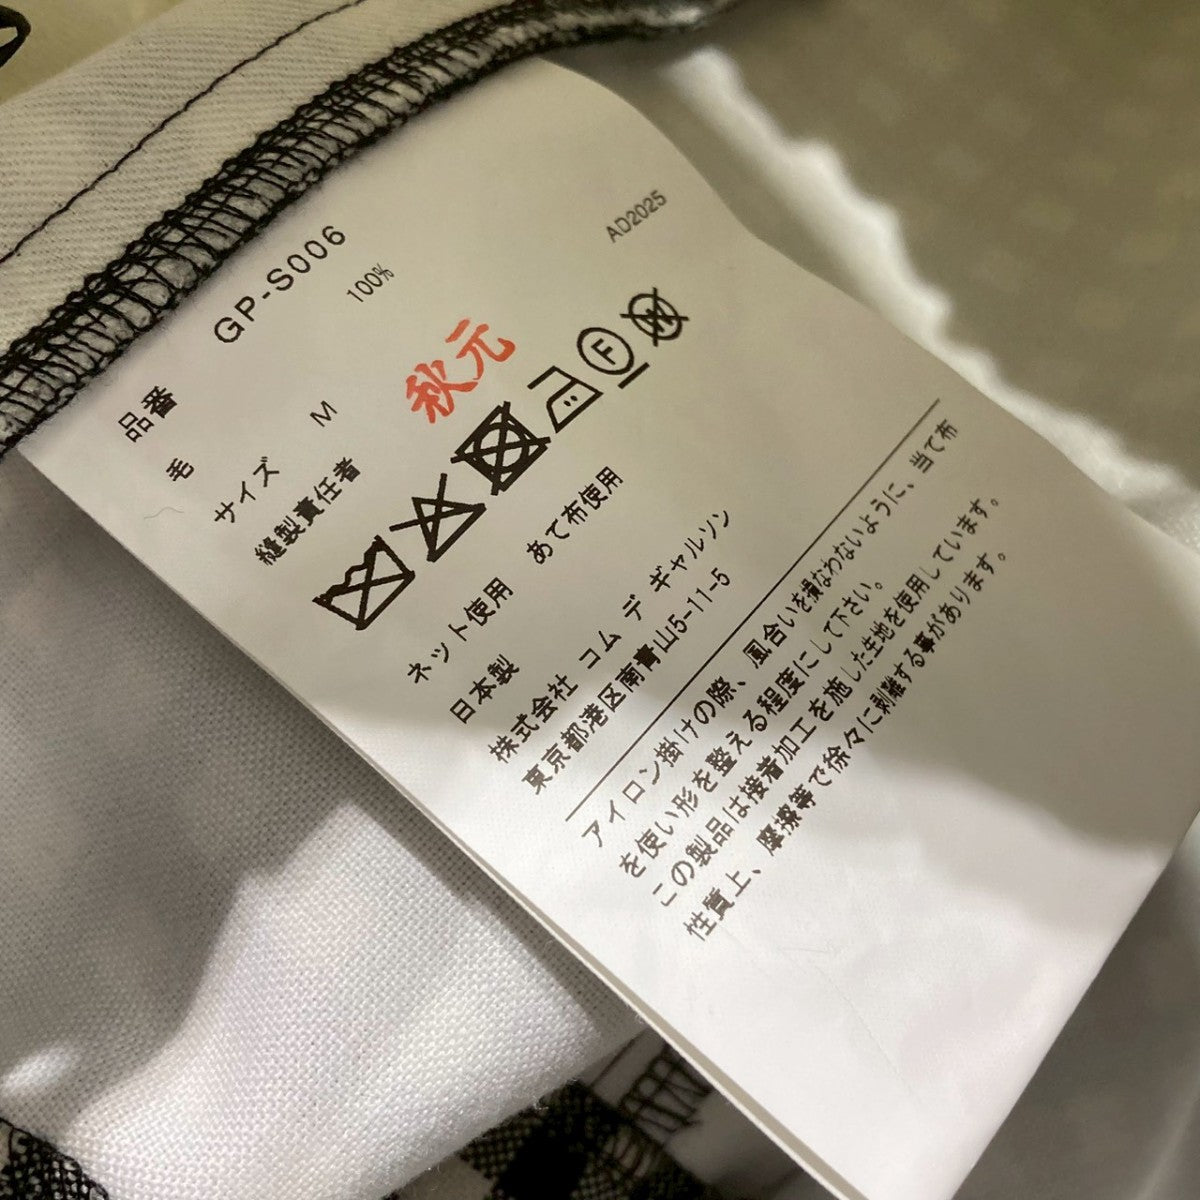 AD2025
品番 GP-S006
毛 100%
サイズ M
縫製責任者 秋元
F
W
ネット使用 あて布使用
日本製
株式会社 コム デ ギャルソン
東京都港区南青山5-11-5
アイロン掛けの際、風合いを損なわないように、当て布
を使い形を整える程度にして下さい。
この製品は接着加工を施した生地を使用しています。
性質上、摩擦等で徐々に剥離する事があります。